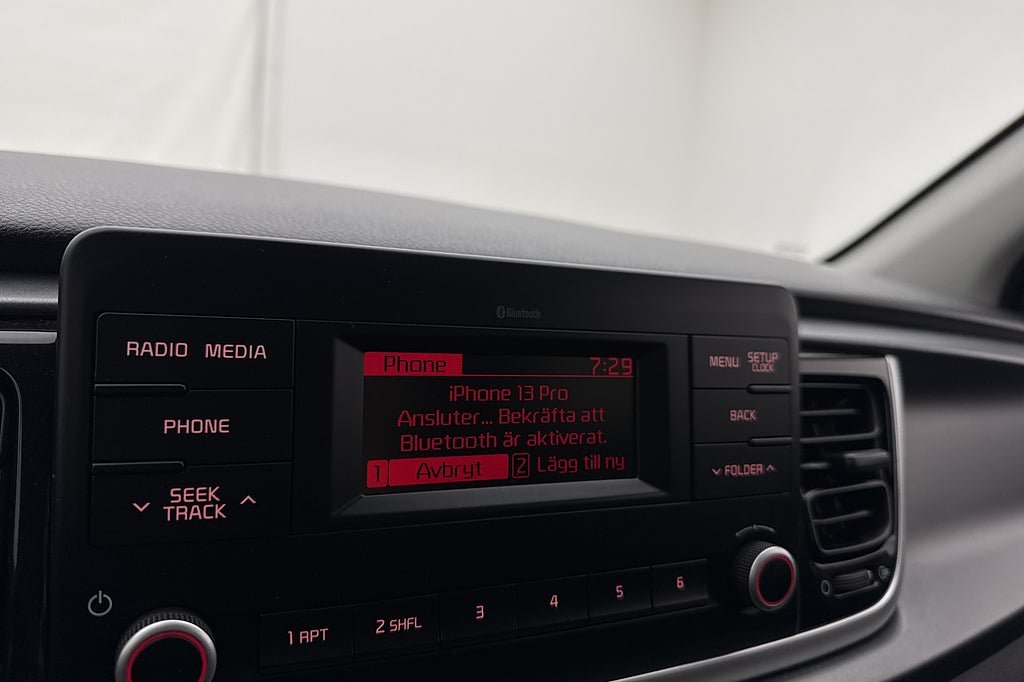 Bluetooth
RADIO MEDIA
PHONE
SEEK
TRACK
Phone 7:29
iPhone 13 Pro
Ansluter... Bekräfta att
Bluetooth är aktiverat.
1 Avbryt 2 Lägg till ny
MENU SETUP
CLOCK
BACK
FOLDER
1 RPT 2 SHFL 3 4 5 6